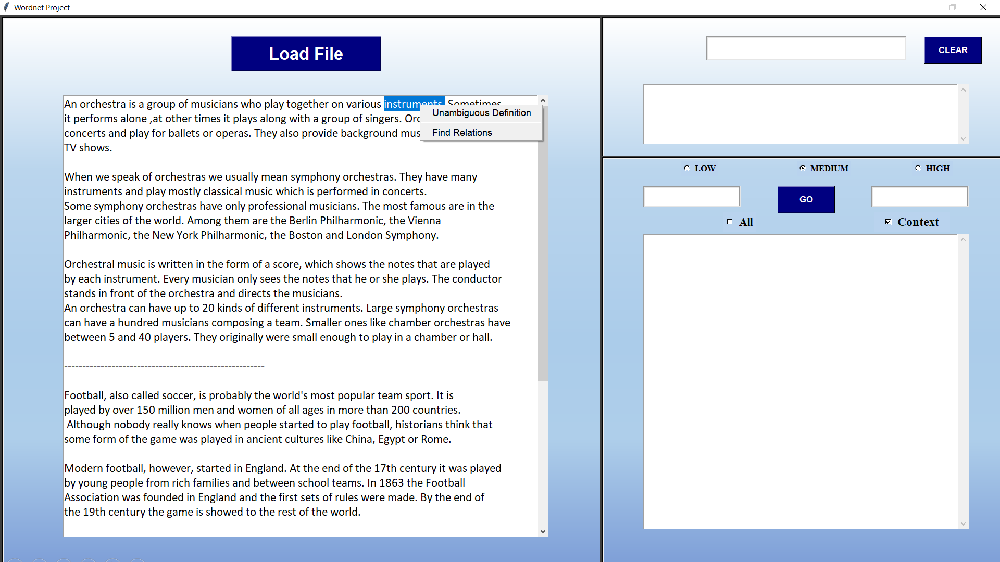 Wordnet Project
Load File
CLEAR
An orchestra is a group of musicians who play together on various instruments. Sometimes
it performs alone ,at other times it plays along with a group of singers.
concerts and play for ballets or operas. They also provide background
TV shows.
Unambiguous Definition
Find Relations
When we speak of orchestras we usually mean symphony orchestras. They have many
instruments and play mostly classical music which is performed in concerts.
Some symphony orchestras have only professional musicians. The most famous are in the
larger cities of the world. Among them are the Berlin Philharmonic, the Vienna
Philharmonic, the New York Philharmonic, the Boston and London Symphony.
Orchestral music is written in the form of a score, which shows the notes that are played
by each instrument. Every musician only sees the notes that he or she plays. The conductor
stands in front of the orchestra and directs the musicians.
An orchestra can have up to 20 kinds of different instruments. Large symphony orchestras
can have a hundred musicians composing a team. Smaller ones like chamber orchestras have
between 5 and 40 players. They originally were small enough to play in a chamber or hall.
-------------------------------------------------------
Football, also called soccer, is probably the world's most popular team sport. It is
played by over 150 million men and women of all ages in more than 200 countries.
Although nobody really knows when people started to play football, historians think that
some form of the game was played in ancient cultures like China, Egypt or Rome.
Modern football, however, started in England. At the end of the 17th century it was played
by young people from rich families and between school teams. In 1863 the Football
Association was founded in England and the first sets of rules were made. By the end of
the 19th century the game is showed to the rest of the world.
LOW
MEDIUM
HIGH
GO
All
Context